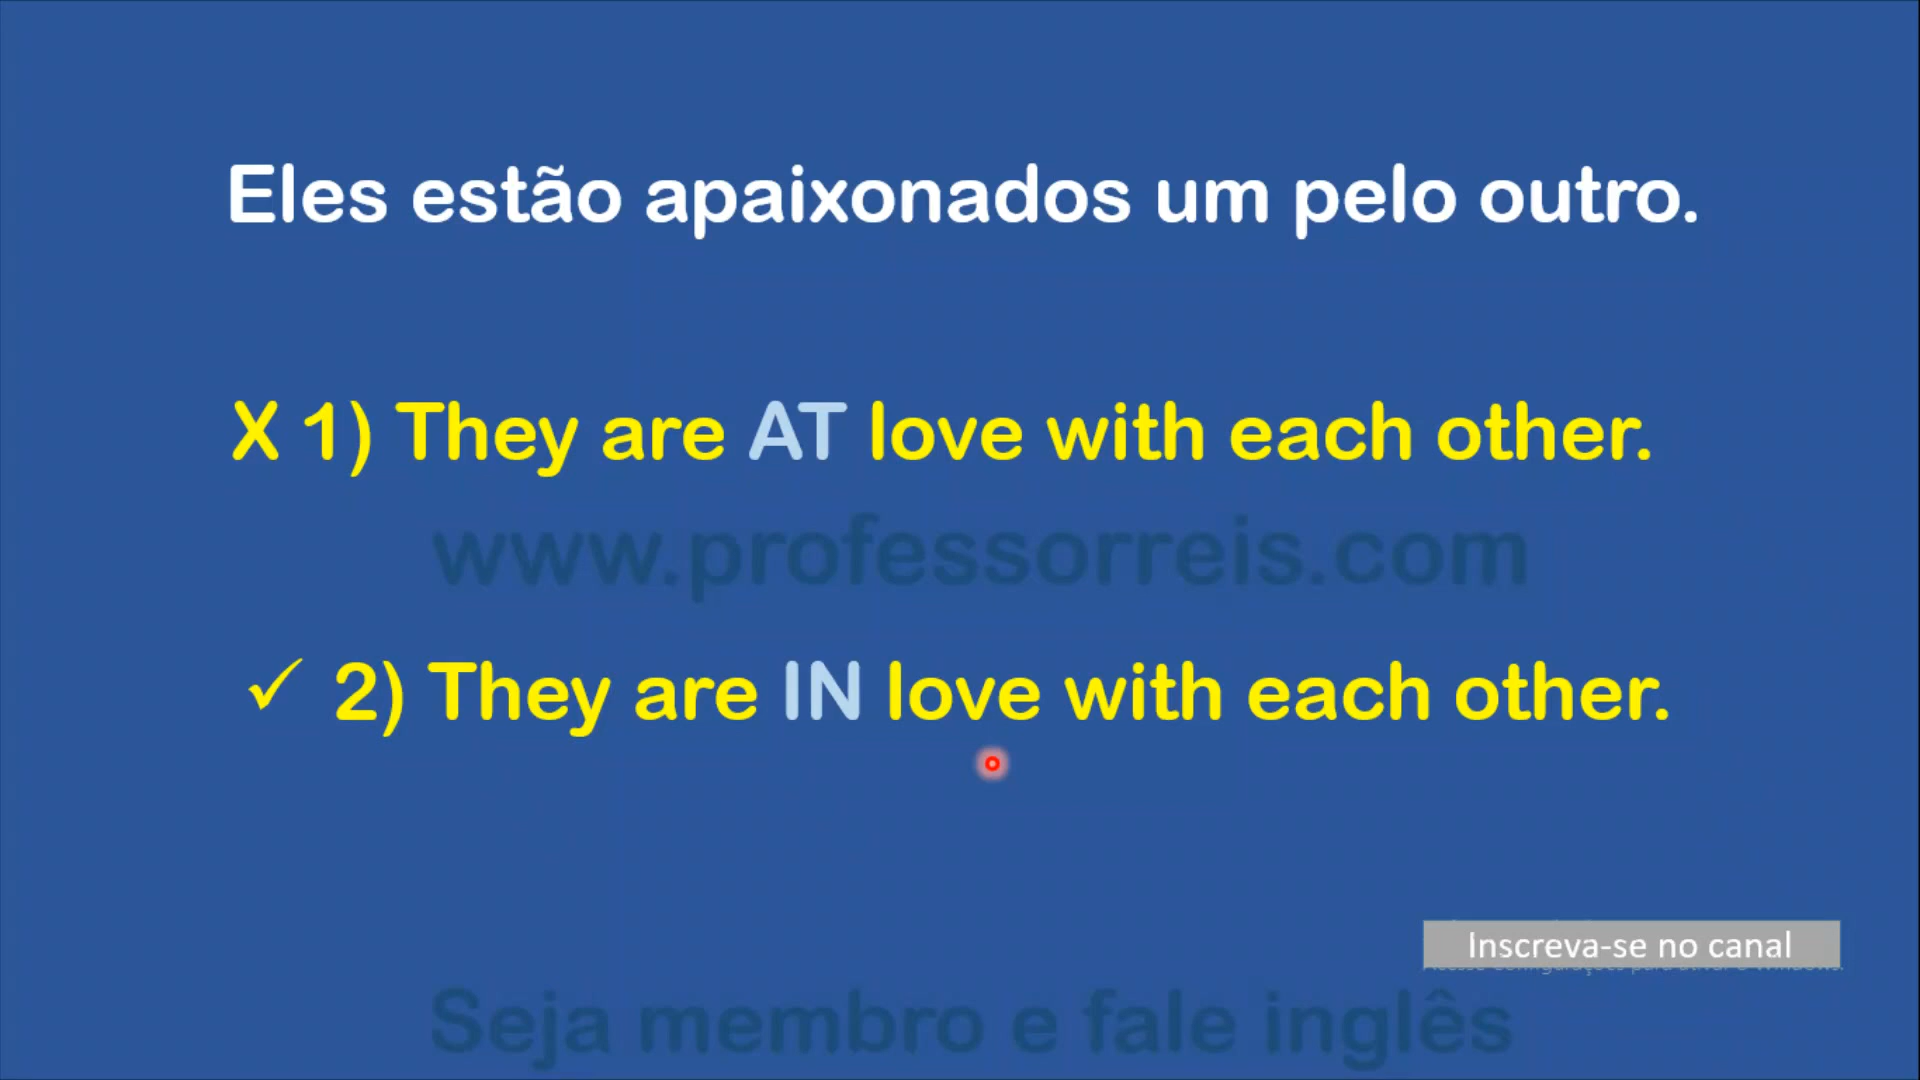 Eles estão apaixonados um pelo outro.
X 1) They are AT love with each other.
www.professorreis.com
✓ 2) They are IN love with each other.
Inscreva-se no canal
Seja membro e fale inglês